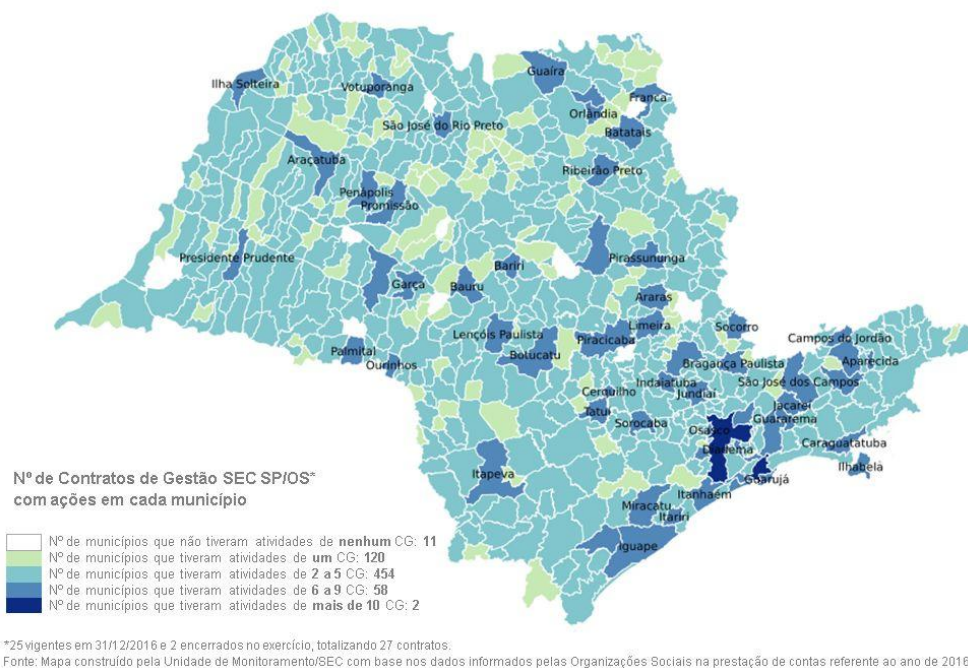 Guaíra
Ilha Solteira
Votuporanga
Franca
Orlândia
São José do Rio Preto
Batatais
Araçatuba
Ribeirão Preto
Penápolis
Promissão
Presidente Prudente
Pirassununga
Bariri
Garça
Bauru
Araras
Lençóis Paulista
Limeira
Socorro
Campos do Jordão
Palmital
Botucatu
Piracicaba
Ourinhos
Bragança Paulista
Aparecida
Cerquilho
Indaiatuba
São José dos Campos
Jundiaí
Tatuí
Jacareí
Sorocaba
Guararema
Osasco
Diadema
Caraguatatuba
Itapeva
Guarujá
Ilhabela
Itanhaém
Miracatu
Itariri
Iguape
Nº de Contratos de Gestão SEC SP/OS*
com ações em cada município
Nº de municípios que não tiveram atividades de nenhum CG: 11
Nº de municípios que tiveram atividades de um CG: 120
Nº de municípios que tiveram atividades de 2 a 5 CG: 454
Nº de municípios que tiveram atividades de 6 a 9 CG: 58
Nº de municípios que tiveram atividades de mais de 10 CG: 2
*25 vigentes em 31/12/2016 e 2 encerrados no exercício, totalizando 27 contratos.
Fonte: Mapa construído pela Unidade de Monitoramento/SEC com base nos dados informados pelas Organizações Sociais na prestação de contas referente ao ano de 2016